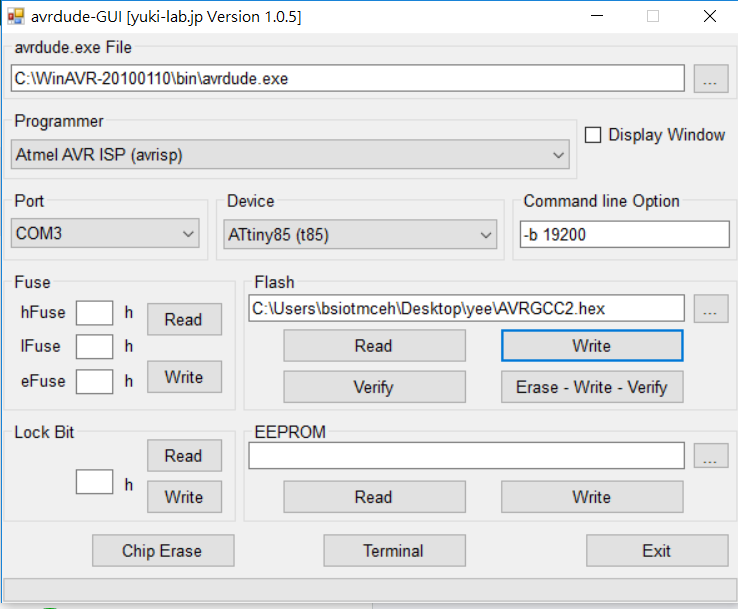 avrdude-GUI [yuki-lab.jp Version 1.0.5]
avrdude.exe File
C:\WinAVR-20100110\bin\avrdude.exe
...
Programmer
Atmel AVR ISP (avrisp)
Display Window
Port
COM3
Device
ATtiny85 (t85)
Command line Option
-b 19200
Fuse
hFuse h
lFuse h
eFuse h
Read
Write
Flash
C:\Users\bsiotmceh\Desktop\yee\AVRGCC2.hex
...
Read
Write
Verify
Erase - Write - Verify
Lock Bit
h
Read
Write
EEPROM
...
Read
Write
Chip Erase
Terminal
Exit